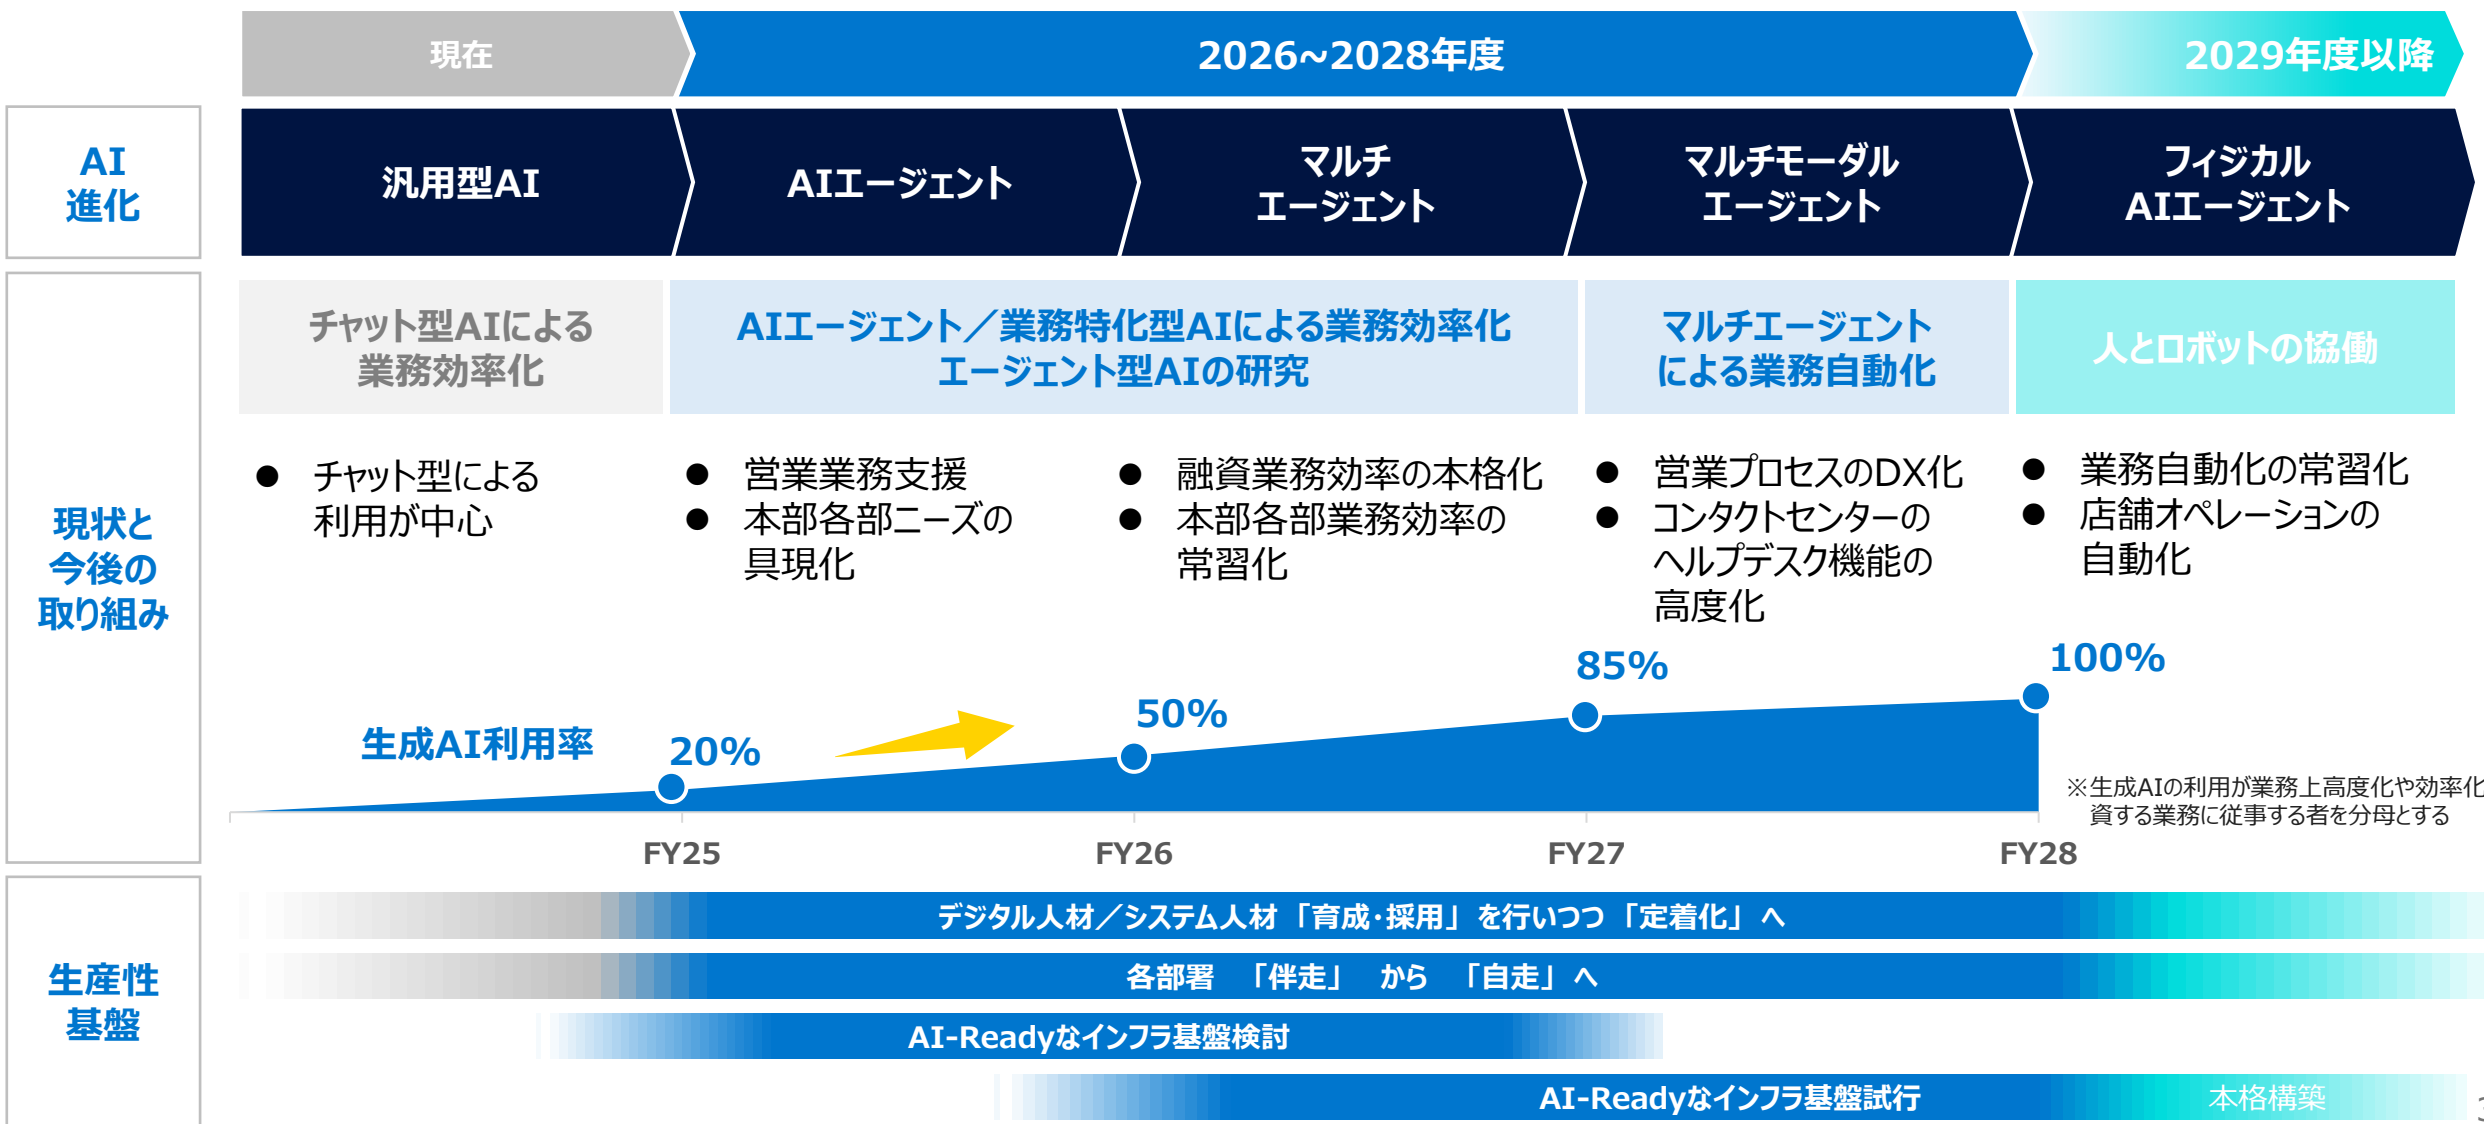 現在
2026~2028年度
2029年度以降
AI
進化
汎用型AI
AIエージェント
マルチ
エージェント
マルチモーダル
エージェント
フィジカル
AIエージェント
現状と
今後の
取り組み
チャット型AIによる
業務効率化
AIエージェント／業務特化型AIによる業務効率化
エージェント型AIの研究
マルチエージェント
による業務自動化
人とロボットの協働
● チャット型による
利用が中心
● 営業業務支援
● 本部各部ニーズの
具現化
● 融資業務効率の本格化
● 本部各部業務効率の
常習化
● 営業プロセスのDX化
● コンタクトセンターの
ヘルプデスク機能の
高度化
● 業務自動化の常習化
● 店舗オペレーションの
自動化
生成AI利用率
20%
50%
85%
100%
※生成AIの利用が業務上高度化や効率化
資する業務に従事する者を分母とする
FY25
FY26
FY27
FY28
生産性
基盤
デジタル人材／システム人材「育成・採用」を行いつつ「定着化」へ
各部署 「伴走」 から 「自走」へ
AI-Readyなインフラ基盤検討
AI-Readyなインフラ基盤試行
本格構築